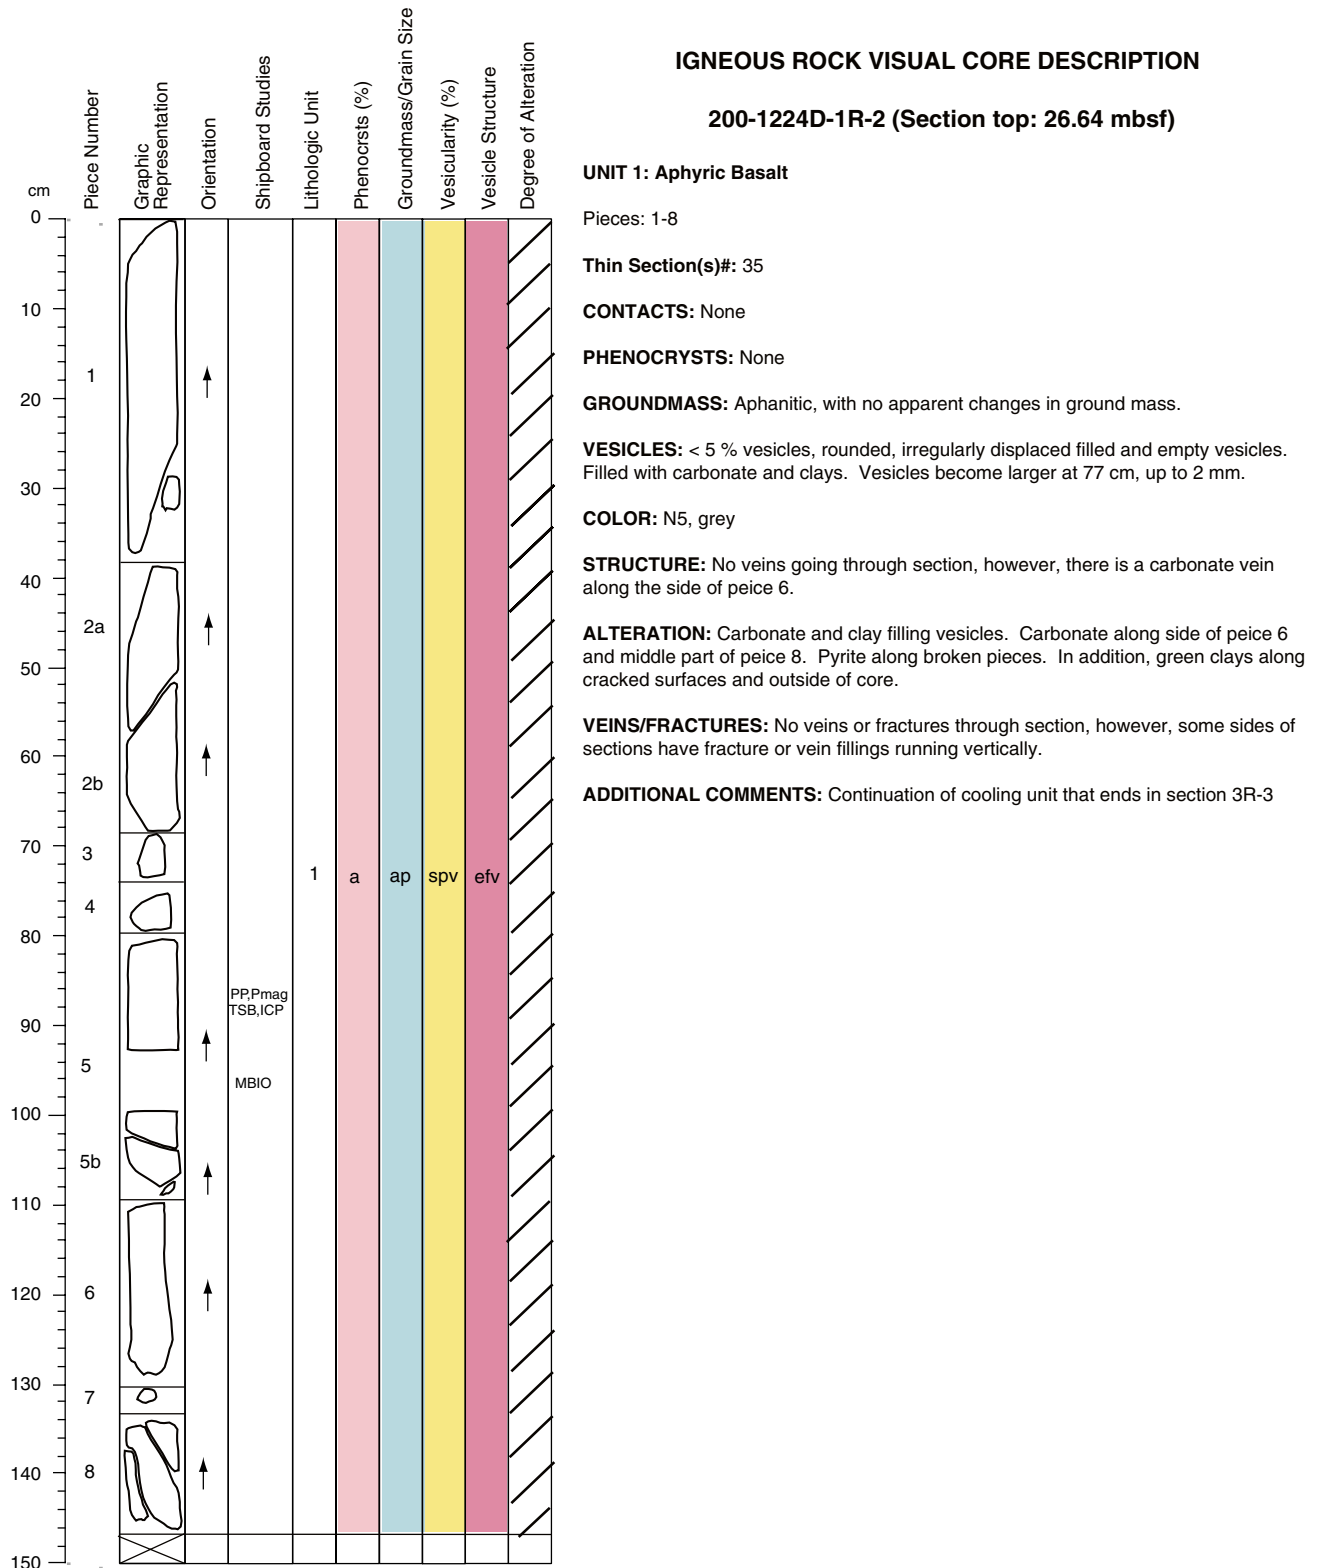 IGNEOUS ROCK VISUAL CORE DESCRIPTION
200-1224D-1R-2 (Section top: 26.64 mbsf)
UNIT 1: Aphyric Basalt
Pieces: 1-8
Thin Section(s)#: 35
CONTACTS: None
PHENOCRYSTS: None
GROUNDMASS: Aphanitic, with no apparent changes in ground mass.
VESICLES: < 5 % vesicles, rounded, irregularly displaced filled and empty vesicles.
Filled with carbonate and clays. Vesicles become larger at 77 cm, up to 2 mm.
COLOR: N5, grey
STRUCTURE: No veins going through section, however, there is a carbonate vein
along the side of peice 6.
ALTERATION: Carbonate and clay filling vesicles. Carbonate along side of peice 6
and middle part of peice 8. Pyrite along broken pieces. In addition, green clays along
cracked surfaces and outside of core.
VEINS/FRACTURES: No veins or fractures through section, however, some sides of
sections have fracture or vein fillings running vertically.
ADDITIONAL COMMENTS: Continuation of cooling unit that ends in section 3R-3
cm
Piece Number
Graphic
Representation
Orientation
Shipboard Studies
Lithologic Unit
Phenocrsts (%)
Groundmass/Grain Size
Vesicularity (%)
Vesicle Structure
Degree of Alteration
0
10
20
30
40
50
60
70
80
90
100
110
120
130
140
150
1
2a
2b
3
4
5
5b
6
7
8
PP,Pmag
TSB,ICP
MBIO
1
a
ap
spv
efv